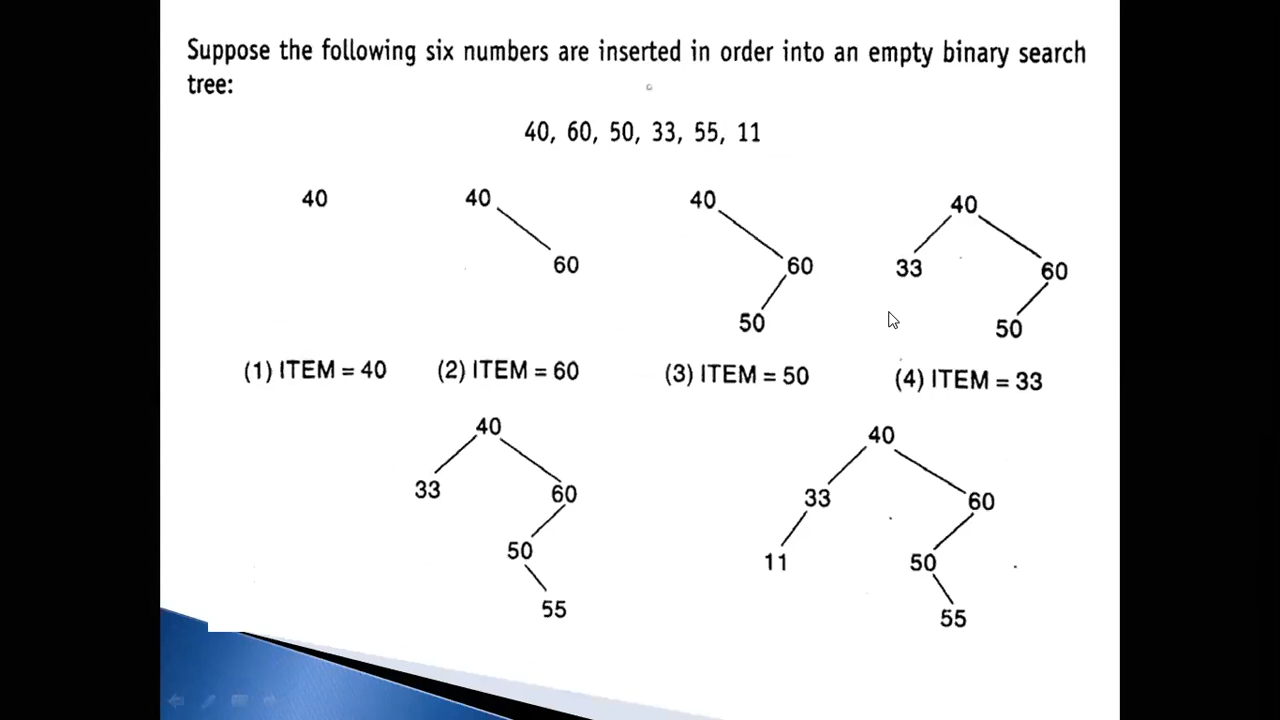 Suppose the following six numbers are inserted in order into an empty binary search
tree:
40, 60, 50, 33, 55, 11
40
40
60
40
60
50
40
33 60
50
(1) ITEM = 40
(2) ITEM = 60
(3) ITEM = 50
(4) ITEM = 33
40
33 60
50
55
40
33 60
11 50
55